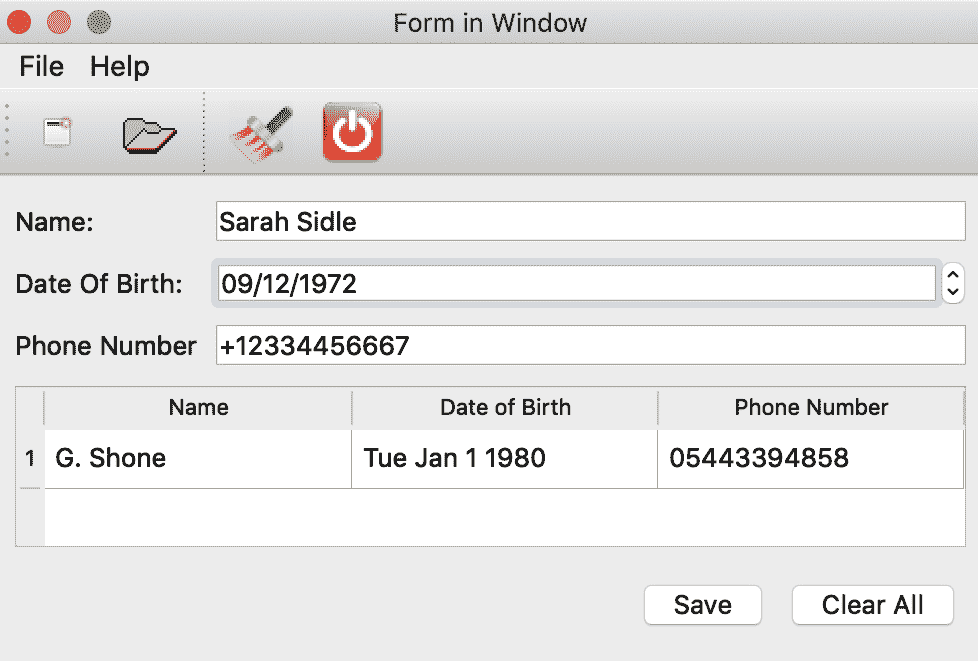 Form in Window
File Help
Name: Sarah Sidle
Date Of Birth: 09/12/1972
Phone Number +12334456667
Name Date of Birth Phone Number
1 G. Shone Tue Jan 1 1980 05443394858
Save Clear All